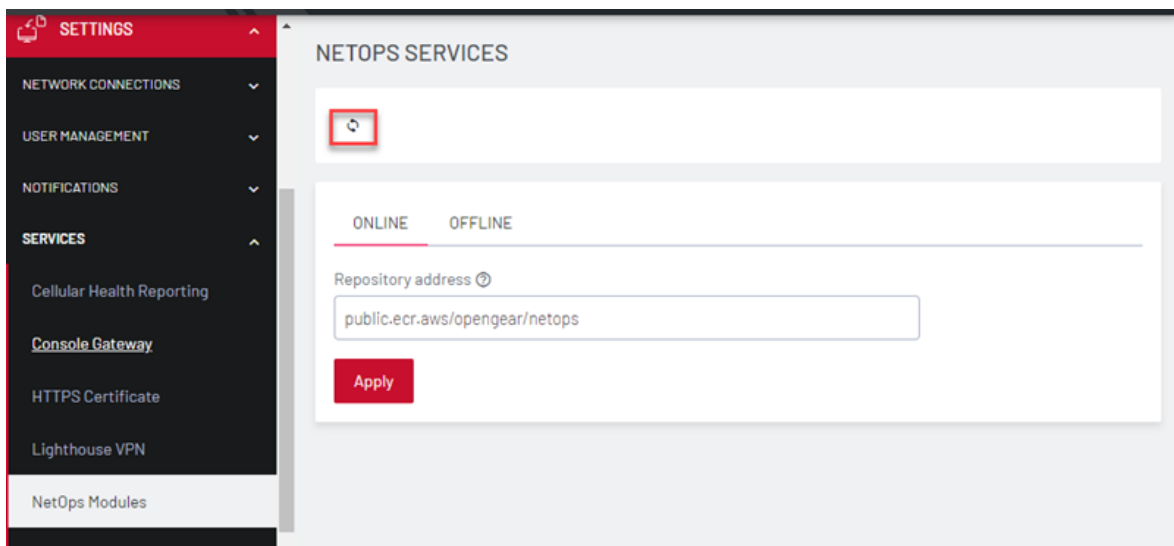 SETTINGS
NETWORK CONNECTIONS
USER MANAGEMENT
NOTIFICATIONS
SERVICES
Cellular Health Reporting
Console Gateway
HTTPS Certificate
Lighthouse VPN
NetOps Modules
NETOPS SERVICES
ONLINE OFFLINE
Repository address
public.ecr.aws/opengear/netops
Apply